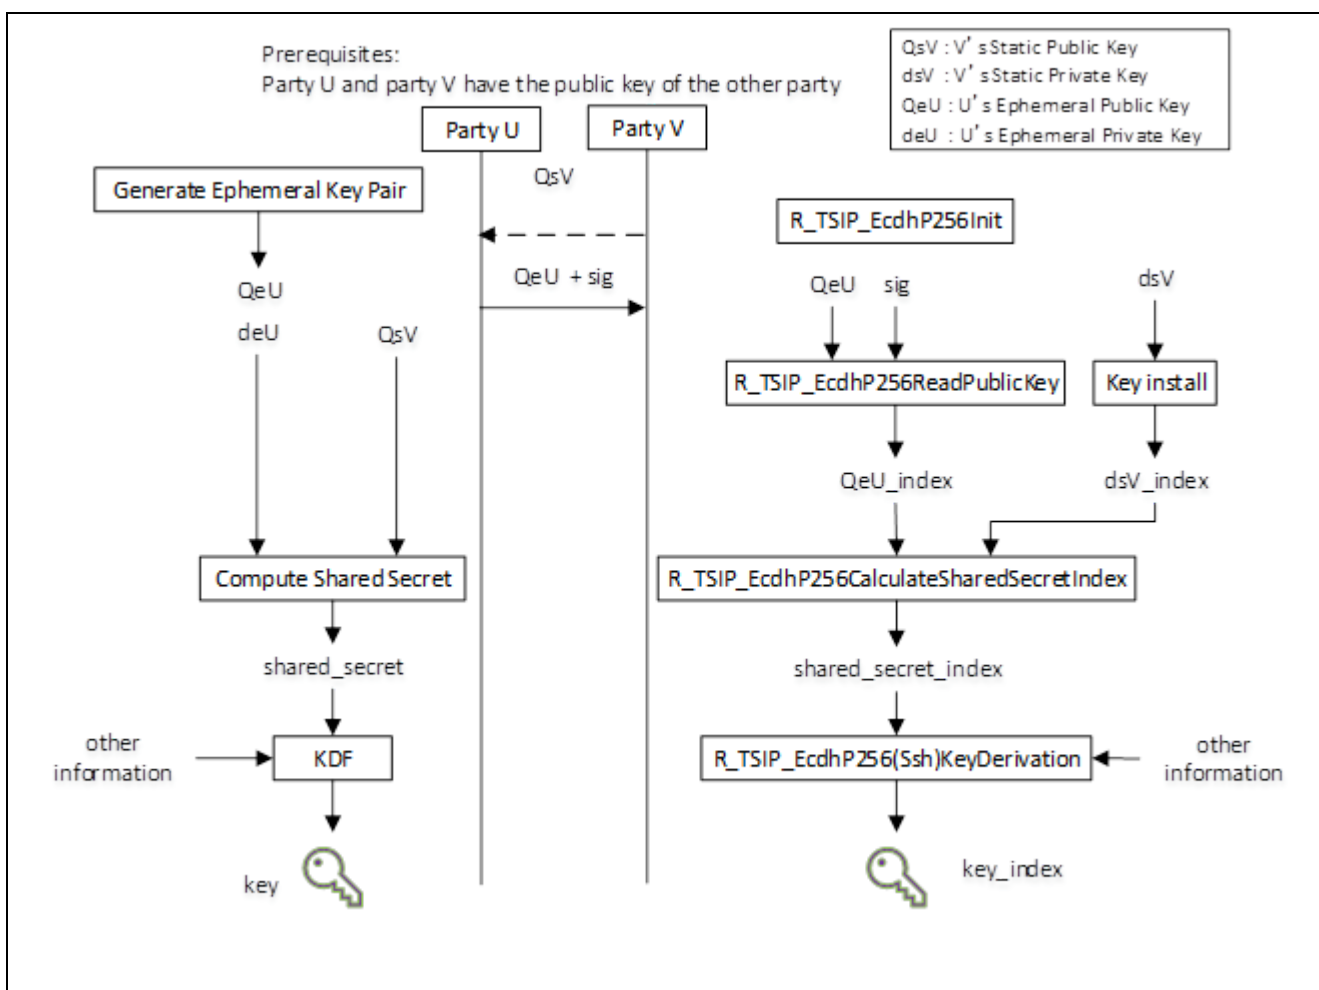 Prerequisites:
Party U and party V have the public key of the other party
QsV : V's Static Public Key
dsV : V's Static Private Key
QeU : U's Ephemeral Public Key
deU : U's Ephemeral Private Key
Party U
Party V
Generate Ephemeral Key Pair
QsV
R_TSIP_EcdhP256Init
QeU
QeU + sig
QeU
sig
dsV
deU
QsV
R_TSIP_EcdhP256ReadPublicKey
Key install
QeU_index
dsV_index
Compute Shared Secret
R_TSIP_EcdhP256CalculateSharedSecretIndex
shared_secret
shared_secret_index
other
information
KDF
R_TSIP_EcdhP256(Ssh)KeyDerivation
other
information
key
key_index